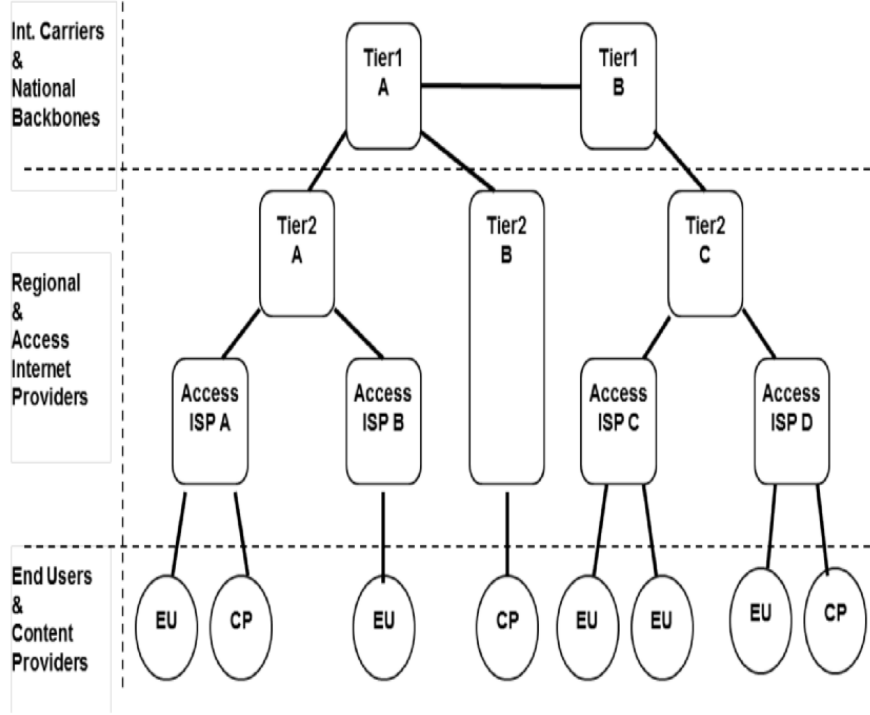 Int. Carriers
&
National
Backbones
Tier1
A
Tier1
B
Regional
&
Access
Internet
Providers
Tier2
A
Tier2
B
Tier2
C
Access
ISP A
Access
ISP B
Access
ISP C
Access
ISP D
End Users
&
Content
Providers
EU
CP
EU
CP
EU
EU
EU
CP